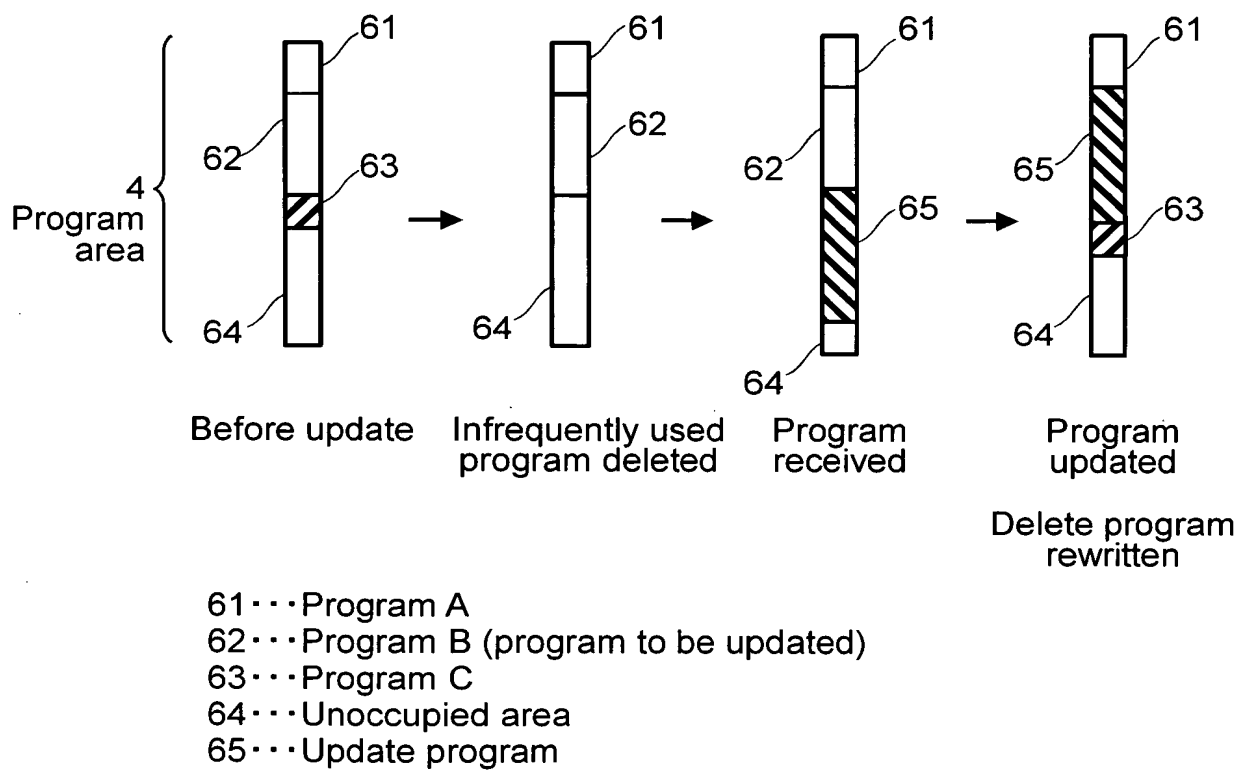 61
61
61
62
62
63
4
Program
area
64
64
62
65
64
61
65
63
64
Before update
Infrequently used
program deleted
Program
received
Program
updated
Delete program
rewritten
61···Program A
62···Program B (program to be updated)
63···Program C
64···Unoccupied area
65···Update program